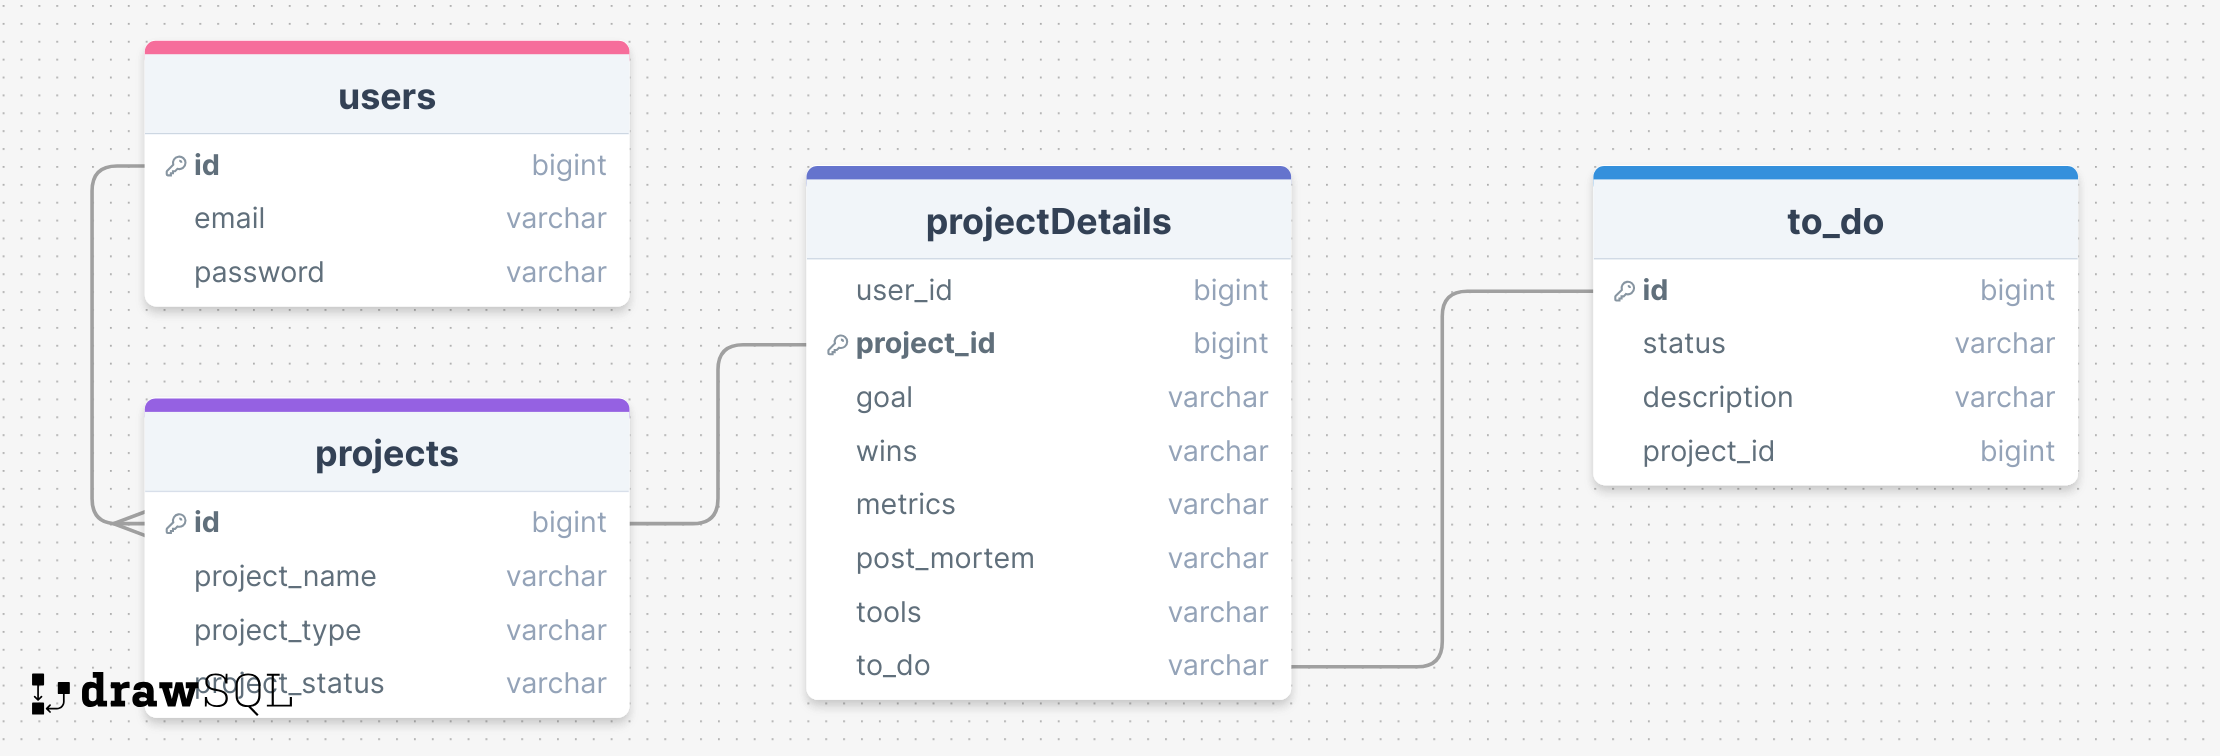 users
id bigint
email varchar
password varchar
projects
id bigint
project_name varchar
project_type varchar
project_status varchar
drawSQL
projectDetails
user_id bigint
project_id bigint
goal varchar
wins varchar
metrics varchar
post_mortem varchar
tools varchar
to_do varchar
to_do
id bigint
status varchar
description varchar
project_id bigint